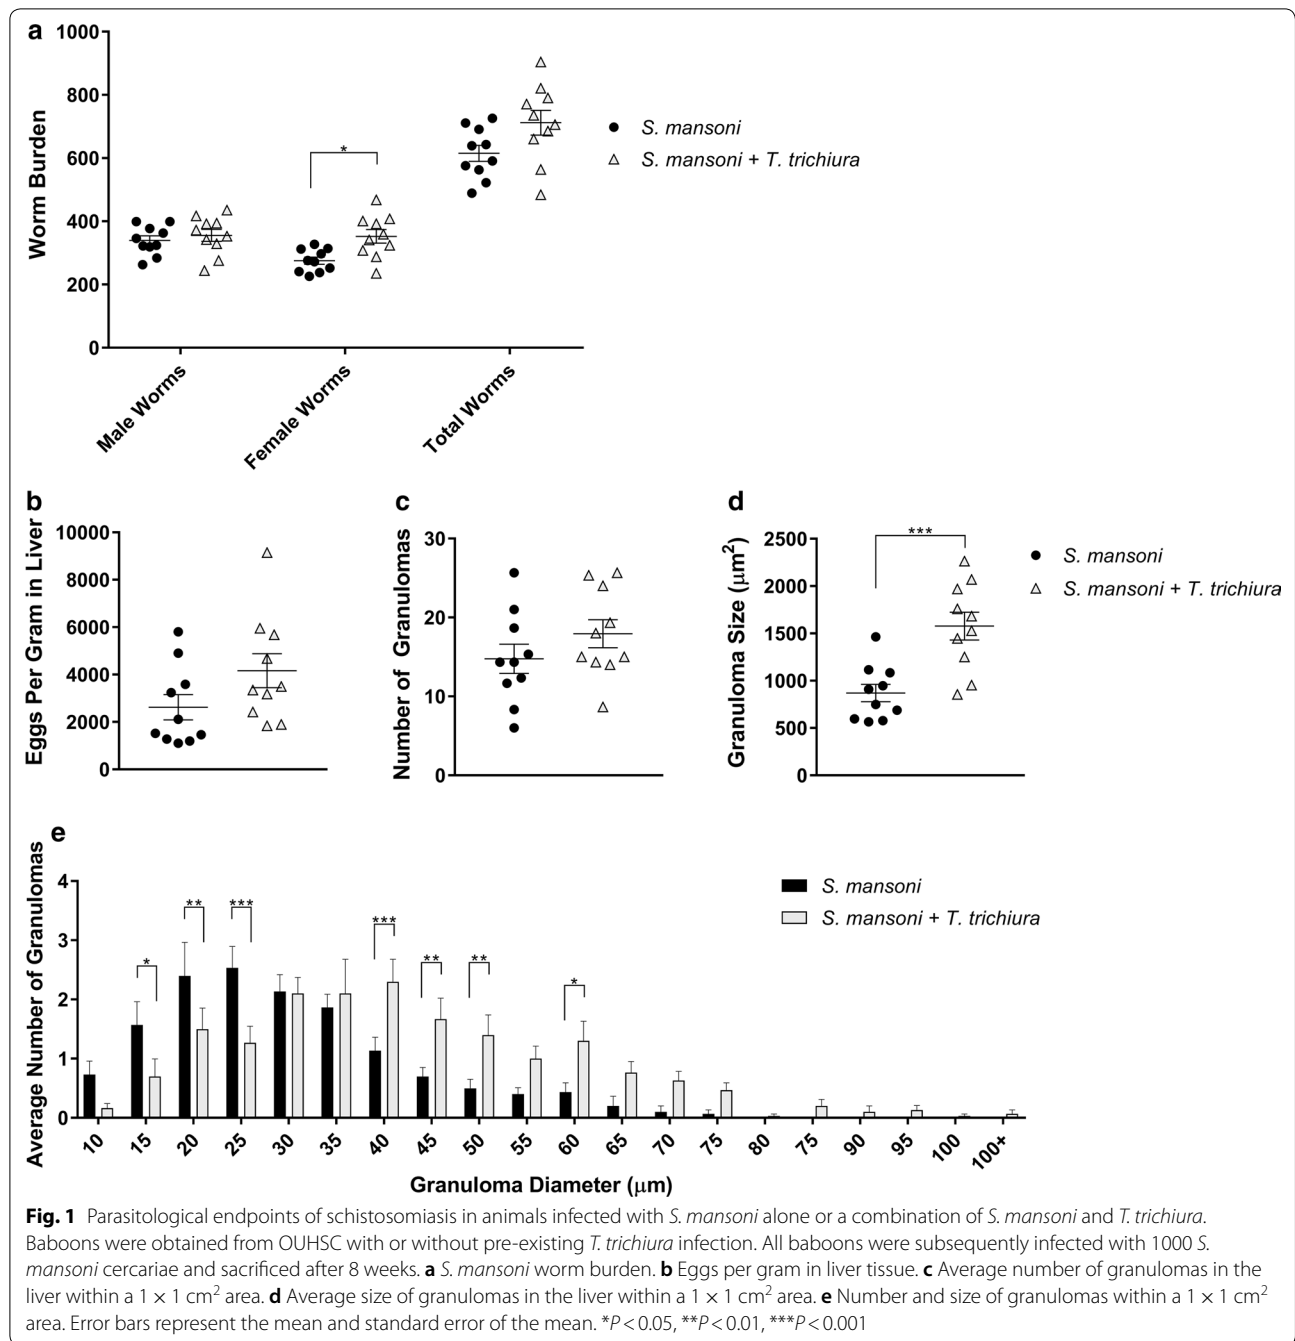 a
1000
800
600
400
200
0
Worm Burden
*
S. mansoni
S. mansoni + T. trichiura
Male Worms
Female Worms
Total Worms
b
10000
8000
6000
4000
2000
0
Eggs Per Gram in Liver
c
30
20
10
0
Number of Granulomas
d
2500
2000
1500
1000
500
0
Granuloma Size (μm²)
***
S. mansoni
S. mansoni + T. trichiura
e
4
3
2
1
0
Average Number of Granulomas
* ** *** *** ** ** *
S. mansoni
S. mansoni + T. trichiura
10 15 20 25 30 35 40 45 50 55 60 65 70 75 80 75 90 95 100 100+
Granuloma Diameter (μm)
Fig. 1 Parasitological endpoints of schistosomiasis in animals infected with S. mansoni alone or a combination of S. mansoni and T. trichiura.
Baboons were obtained from OUHSC with or without pre-existing T. trichiura infection. All baboons were subsequently infected with 1000 S.
mansoni cercariae and sacrificed after 8 weeks. a S. mansoni worm burden. b Eggs per gram in liver tissue. c Average number of granulomas in the
liver within a 1 × 1 cm² area. d Average size of granulomas in the liver within a 1 × 1 cm² area. e Number and size of granulomas within a 1 × 1 cm²
area. Error bars represent the mean and standard error of the mean. *P < 0.05, **P < 0.01, ***P < 0.001